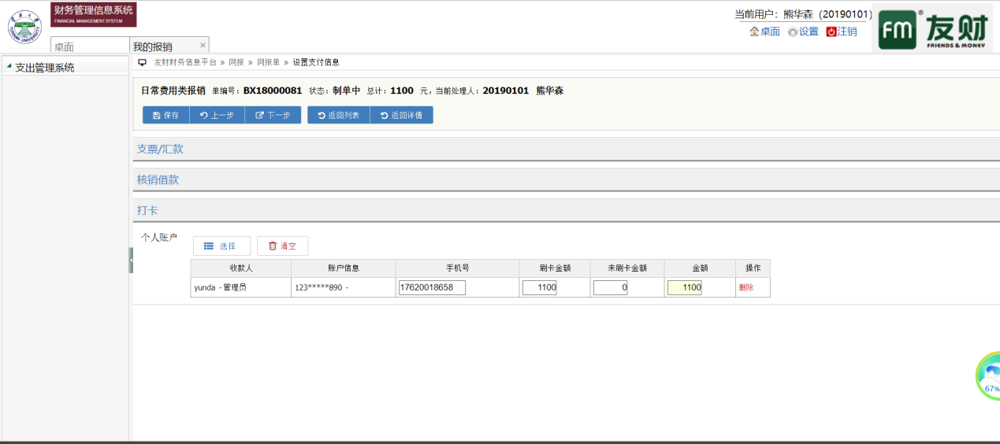 财务管理信息系统
FINANCIAL MANAGEMENT SYSTEM
当前用户：熊华森（20190101）
桌面 设置 注销
FM 友财®
FRIENDS & MONEY
桌面 我的报销 ×
支出管理系统
友财财务信息平台 » 网报 » 网报单 » 设置支付信息
日常费用类报销 单编号：BX18000081 状态：制单中 总计：1100 元，当前处理人：20190101 熊华森
保存 上一步 下一步 返回列表 返回详情
支票/汇款
核销借款
打卡
个人账户 选择 清空
收款人 账户信息 手机号 刷卡金额 未刷卡金额 金额 操作
yunda -管理员 123*****890 - 17620018658 1100 0 1100 删除
67%